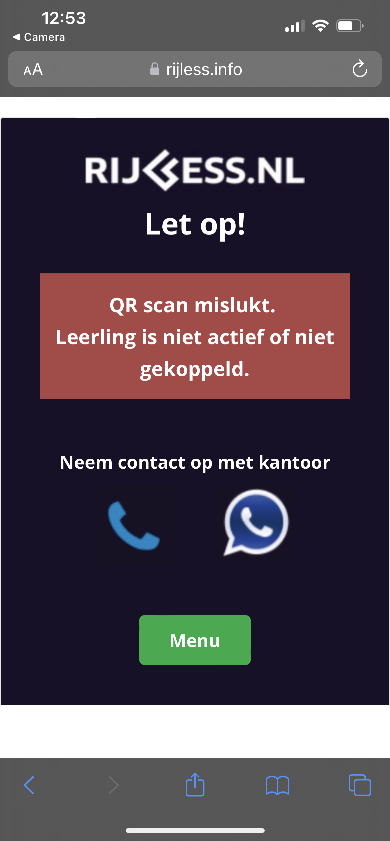 12:53
◀ Camera
AA
rijless.info
RIJLESS.NL
Let op!
QR scan mislukt.
Leerling is niet actief of niet
gekoppeld.
Neem contact op met kantoor
Menu